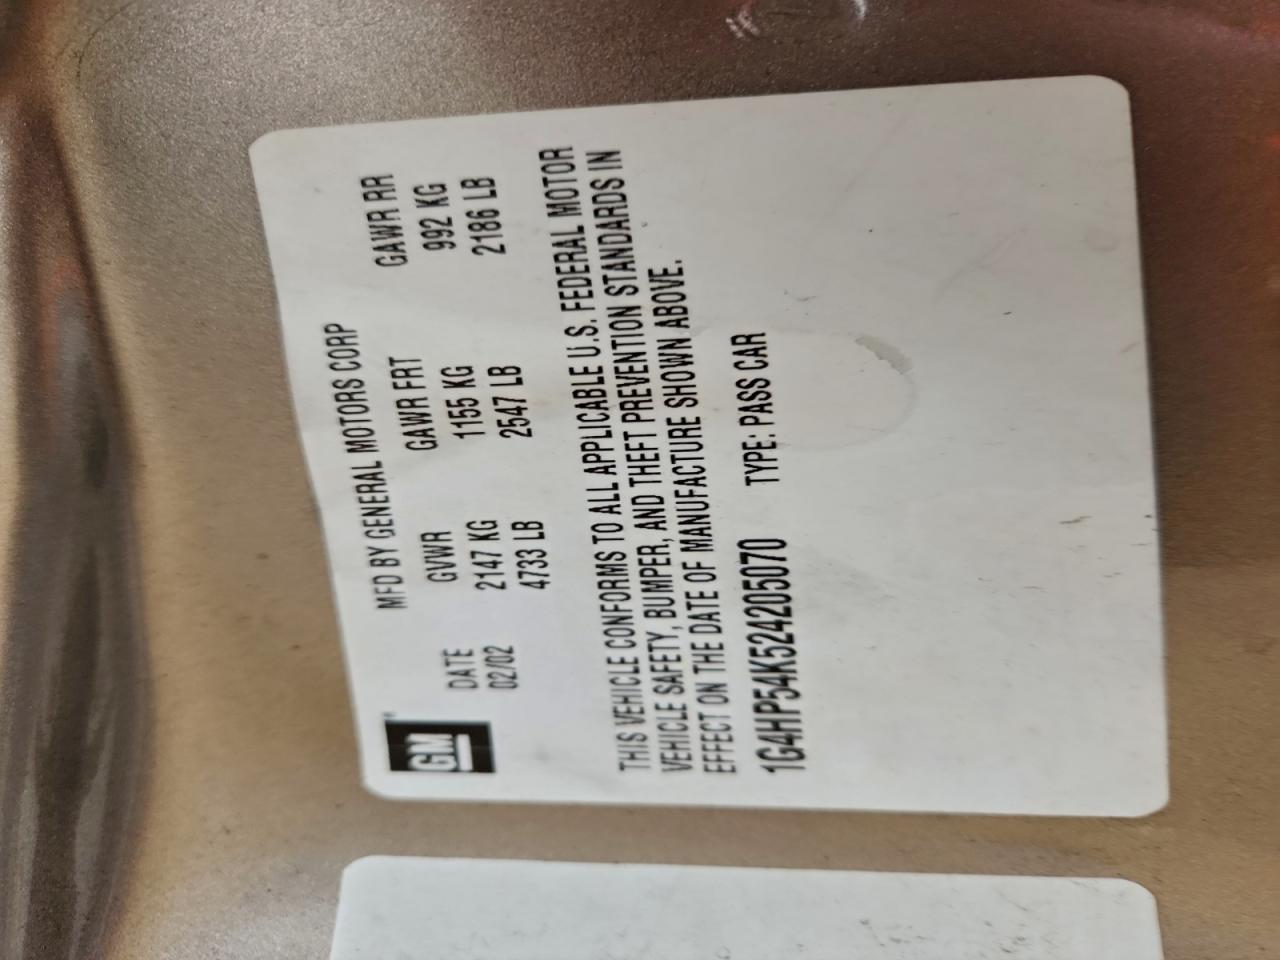 GM
MFD BY GENERAL MOTORS CORP
DATE GVWR GAWR FRT GAWR RR
02/02 2147 KG 1155 KG 992 KG
4733 LB 2547 LB 2186 LB
THIS VEHICLE CONFORMS TO ALL APPLICABLE U.S. FEDERAL MOTOR
VEHICLE SAFETY, BUMPER, AND THEFT PREVENTION STANDARDS IN
EFFECT ON THE DATE OF MANUFACTURE SHOWN ABOVE.
1G4HP54K524205070 TYPE: PASS CAR